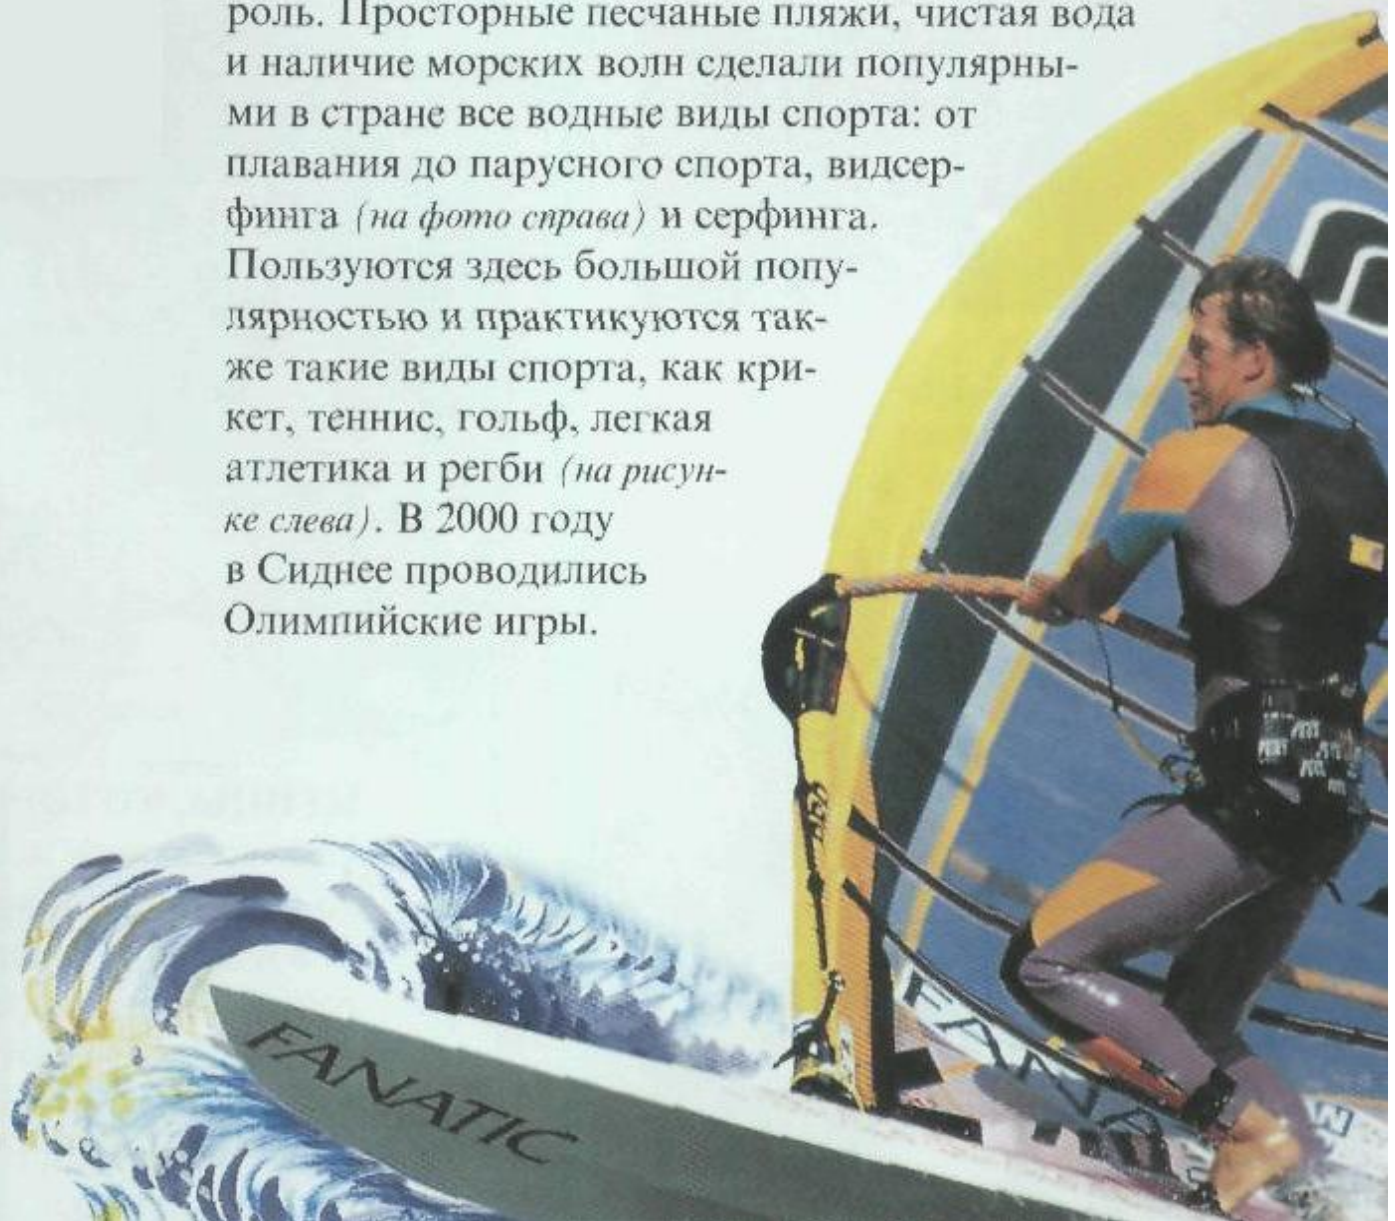 роль. Просторные песчаные пляжи, чистая вода
и наличие морских волн сделали популярны-
ми в стране все водные виды спорта: от
плавания до парусного спорта, видсер-
финга (на фото справа) и серфинга.
Пользуются здесь большой попу-
лярностью и практикуются так-
же такие виды спорта, как кри-
кет, теннис, гольф, легкая
атлетика и регби (на рисун-
ке слева). В 2000 году
в Сиднее проводились
Олимпийские игры.
FANATIC